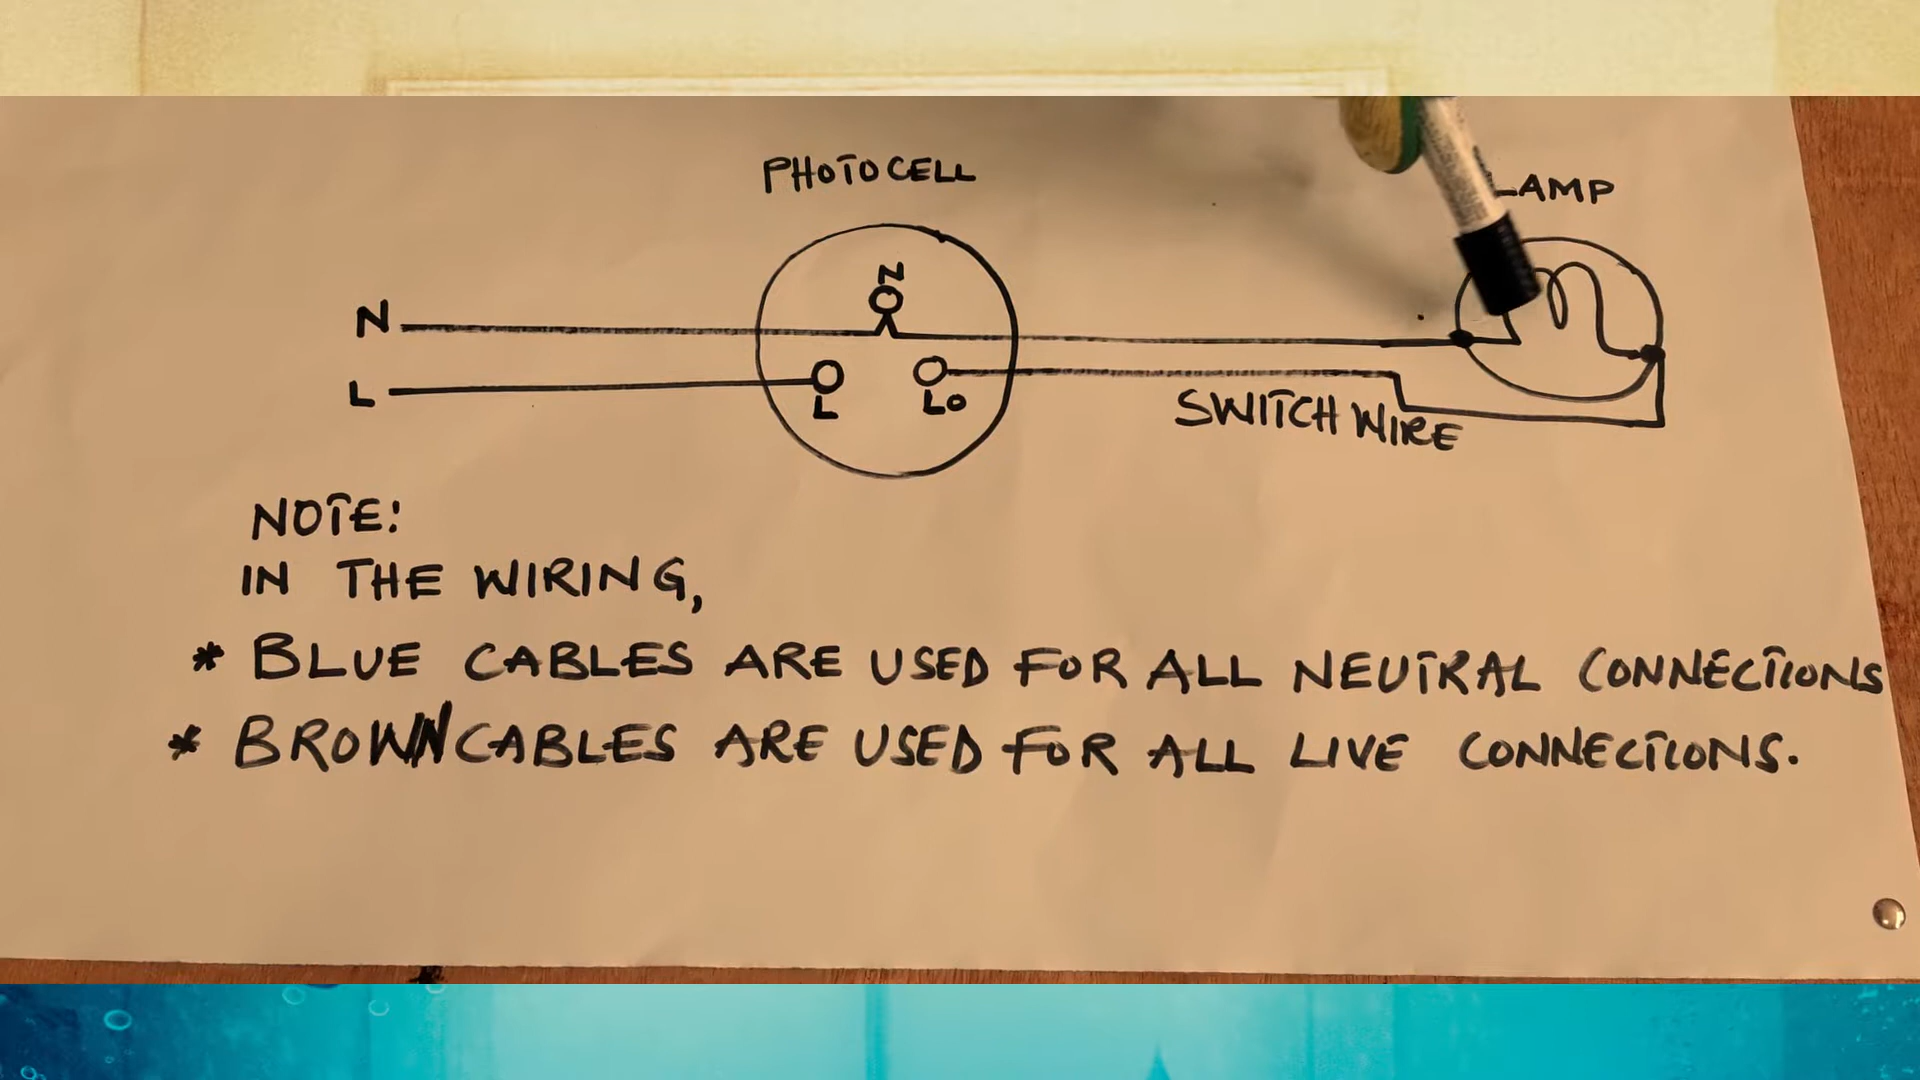 PHOTOCELL
LAMP
N
N
L
L
LO
SWITCH WIRE
NOTE:
IN THE WIRING,
* BLUE CABLES ARE USED FOR ALL NEUTRAL CONNECTIONS
* BROWN CABLES ARE USED FOR ALL LIVE CONNECTIONS.